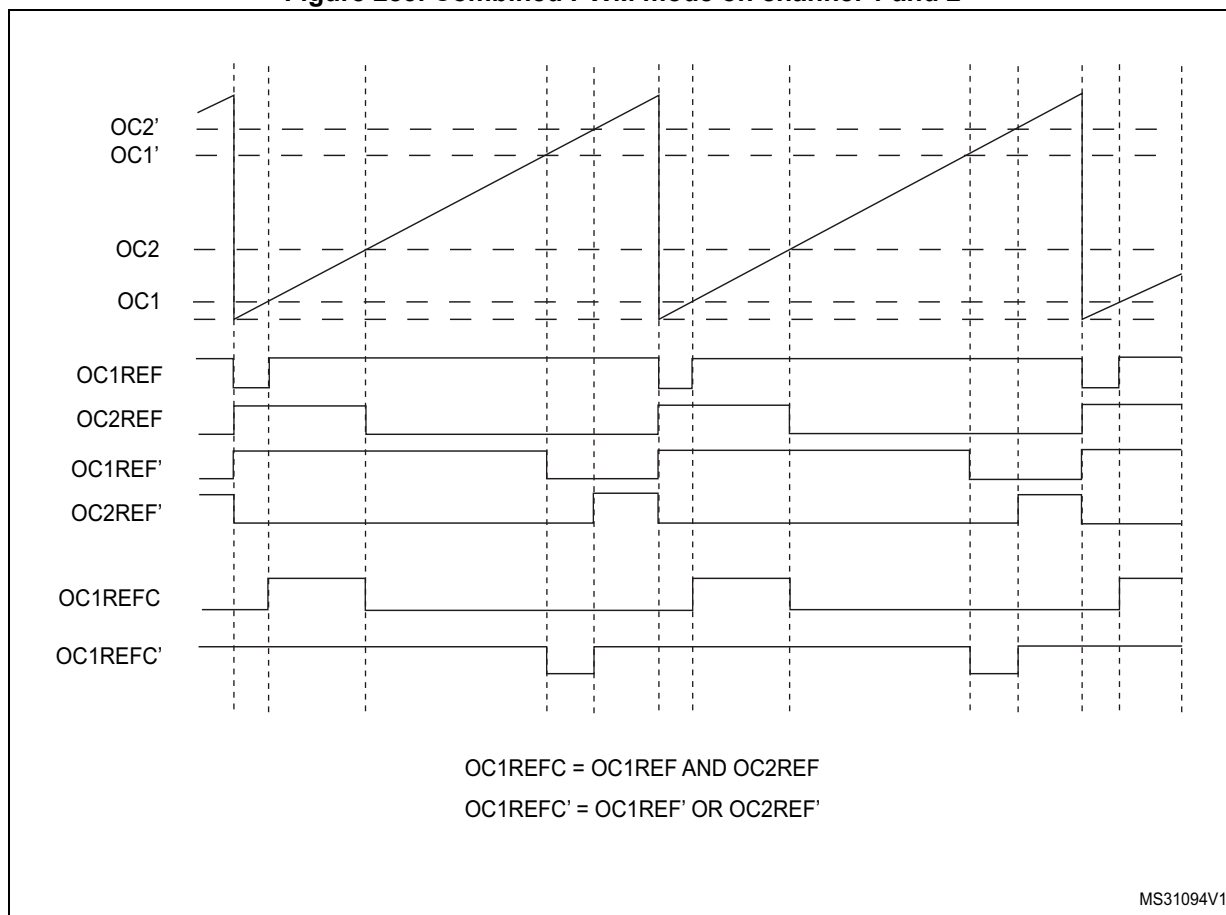 OC2’
OC1’
OC2
OC1
OC1REF
OC2REF
OC1REF’
OC2REF’
OC1REFC
OC1REFC’
OC1REFC = OC1REF AND OC2REF
OC1REFC’ = OC1REF’ OR OC2REF’
MS31094V1